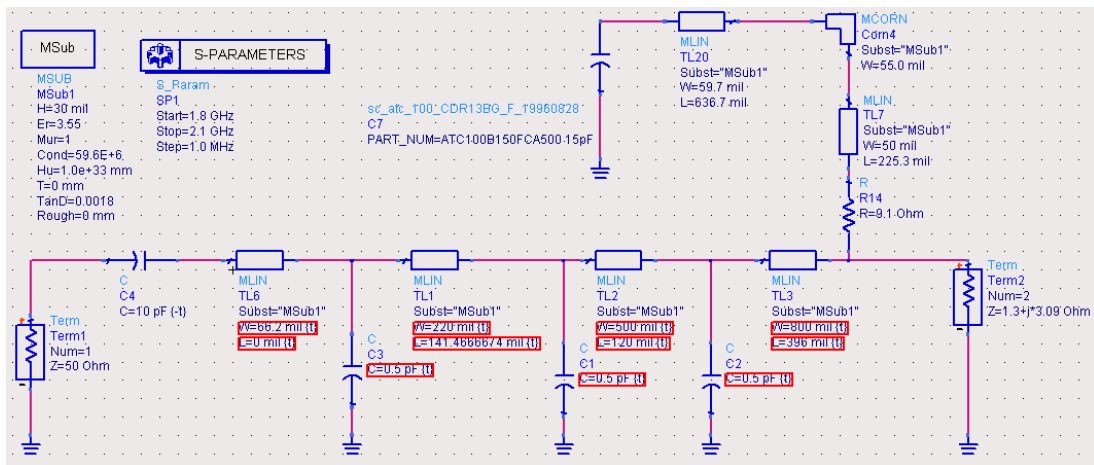 MSub
MSUB
MSub1
H=30 mil
Er=3.55
Mur=1
Cond=59.6E+6
Hu=1.0e+33 mm
T=0 mm
TanD=0.0018
Rough=0 mm
S-PARAMETERS
S_Param
SP1
Start=1.8 GHz
Stop=2.1 GHz
Step=1.0 MHz
sc_atc_100_CDR13BG_F_19960828
C7
PART_NUM=ATC100B150FCA500 15pF
MLIN
TL20
Subst="MSub1"
W=59.7 mil
L=636.7 mil
MCORN
Corn4
Subst="MSub1"
W=55.0 mil
MLIN
TL7
Subst="MSub1"
W=50 mil
L=225.3 mil
R
R14
R=9.1 Ohm
Term
Term1
Num=1
Z=50 Ohm
C
C4
C=10 pF {-t}
MLIN
TL6
Subst="MSub1"
W=66.2 mil {t}
L=0 mil {t}
C
C3
C=0.5 pF {t}
MLIN
TL1
Subst="MSub1"
W=220 mil {t}
L=141.4666674 mil {t}
C
C1
C=0.5 pF {t}
MLIN
TL2
Subst="MSub1"
W=500 mil {t}
L=120 mil {t}
C
C2
C=0.5 pF {t}
MLIN
TL3
Subst="MSub1"
W=800 mil {t}
L=396 mil {t}
Term
Term2
Num=2
Z=1.3+j*3.09 Ohm